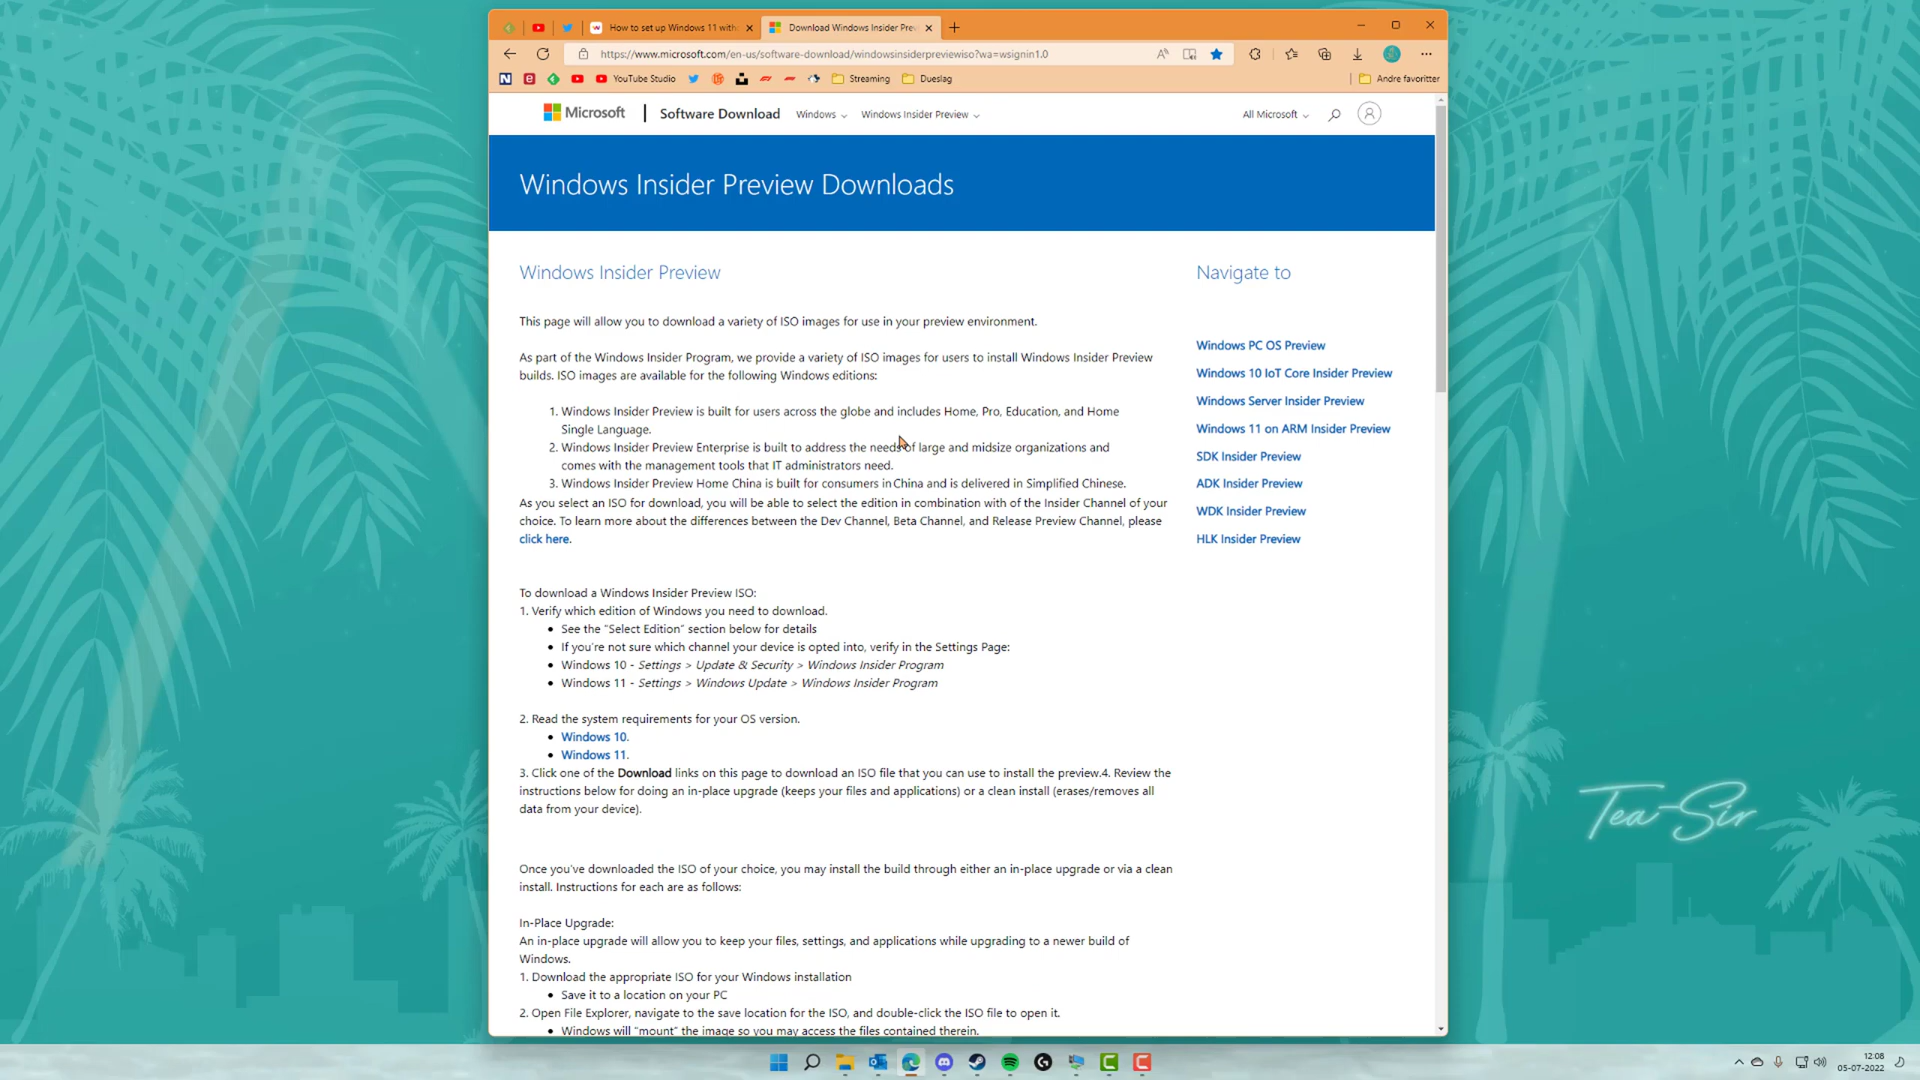 How to set up Windows 11 with
Download Windows Insider Prev
https://www.microsoft.com/en-us/software-download/windowsinsiderpreviewiso?wa=wsignin1.0
YouTube Studio
Streaming
Dueslag
Andre favoritter
Microsoft
Software Download
Windows
Windows Insider Preview
All Microsoft
Windows Insider Preview Downloads
Windows Insider Preview
This page will allow you to download a variety of ISO images for use in your preview environment.
As part of the Windows Insider Program, we provide a variety of ISO images for users to install Windows Insider Preview
builds. ISO images are available for the following Windows editions:
1. Windows Insider Preview is built for users across the globe and includes Home, Pro, Education, and Home
Single Language.
2. Windows Insider Preview Enterprise is built to address the needs of large and midsize organizations and
comes with the management tools that IT administrators need.
3. Windows Insider Preview Home China is built for consumers in China and is delivered in Simplified Chinese.
As you select an ISO for download, you will be able to select the edition in combination with of the Insider Channel of your
choice. To learn more about the differences between the Dev Channel, Beta Channel, and Release Preview Channel, please
click here.
To download a Windows Insider Preview ISO:
1. Verify which edition of Windows you need to download.
• See the "Select Edition" section below for details
• If you're not sure which channel your device is opted into, verify in the Settings Page:
• Windows 10 - Settings > Update & Security > Windows Insider Program
• Windows 11 - Settings > Windows Update > Windows Insider Program
2. Read the system requirements for your OS version.
• Windows 10.
• Windows 11.
3. Click one of the Download links on this page to download an ISO file that you can use to install the preview.4. Review the
instructions below for doing an in-place upgrade (keeps your files and applications) or a clean install (erases/removes all
data from your device).
Once you've downloaded the ISO of your choice, you may install the build through either an in-place upgrade or via a clean
install. Instructions for each are as follows:
In-Place Upgrade:
An in-place upgrade will allow you to keep your files, settings, and applications while upgrading to a newer build of
Windows.
1. Download the appropriate ISO for your Windows installation
• Save it to a location on your PC
2. Open File Explorer, navigate to the save location for the ISO, and double-click the ISO file to open it.
• Windows will "mount" the image so you may access the files contained therein.
Navigate to
Windows PC OS Preview
Windows 10 IoT Core Insider Preview
Windows Server Insider Preview
Windows 11 on ARM Insider Preview
SDK Insider Preview
ADK Insider Preview
WDK Insider Preview
HLK Insider Preview
Tea-Sir
12:08
05-07-2022